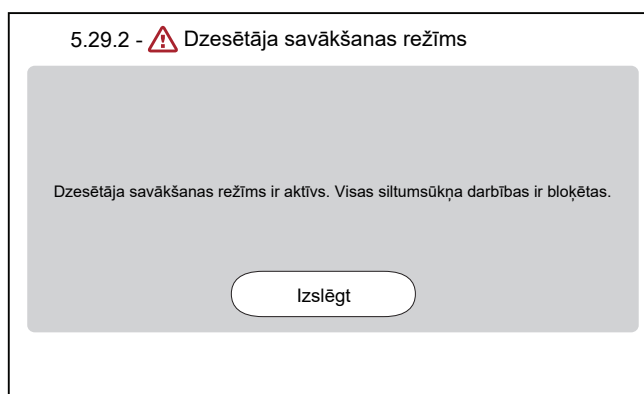 5.29.2 - Dzesētāja savākšanas režīms
Dzesētāja savākšanas režīms ir aktīvs. Visas siltumsūkņa darbības ir bloķētas.
Izslēgt